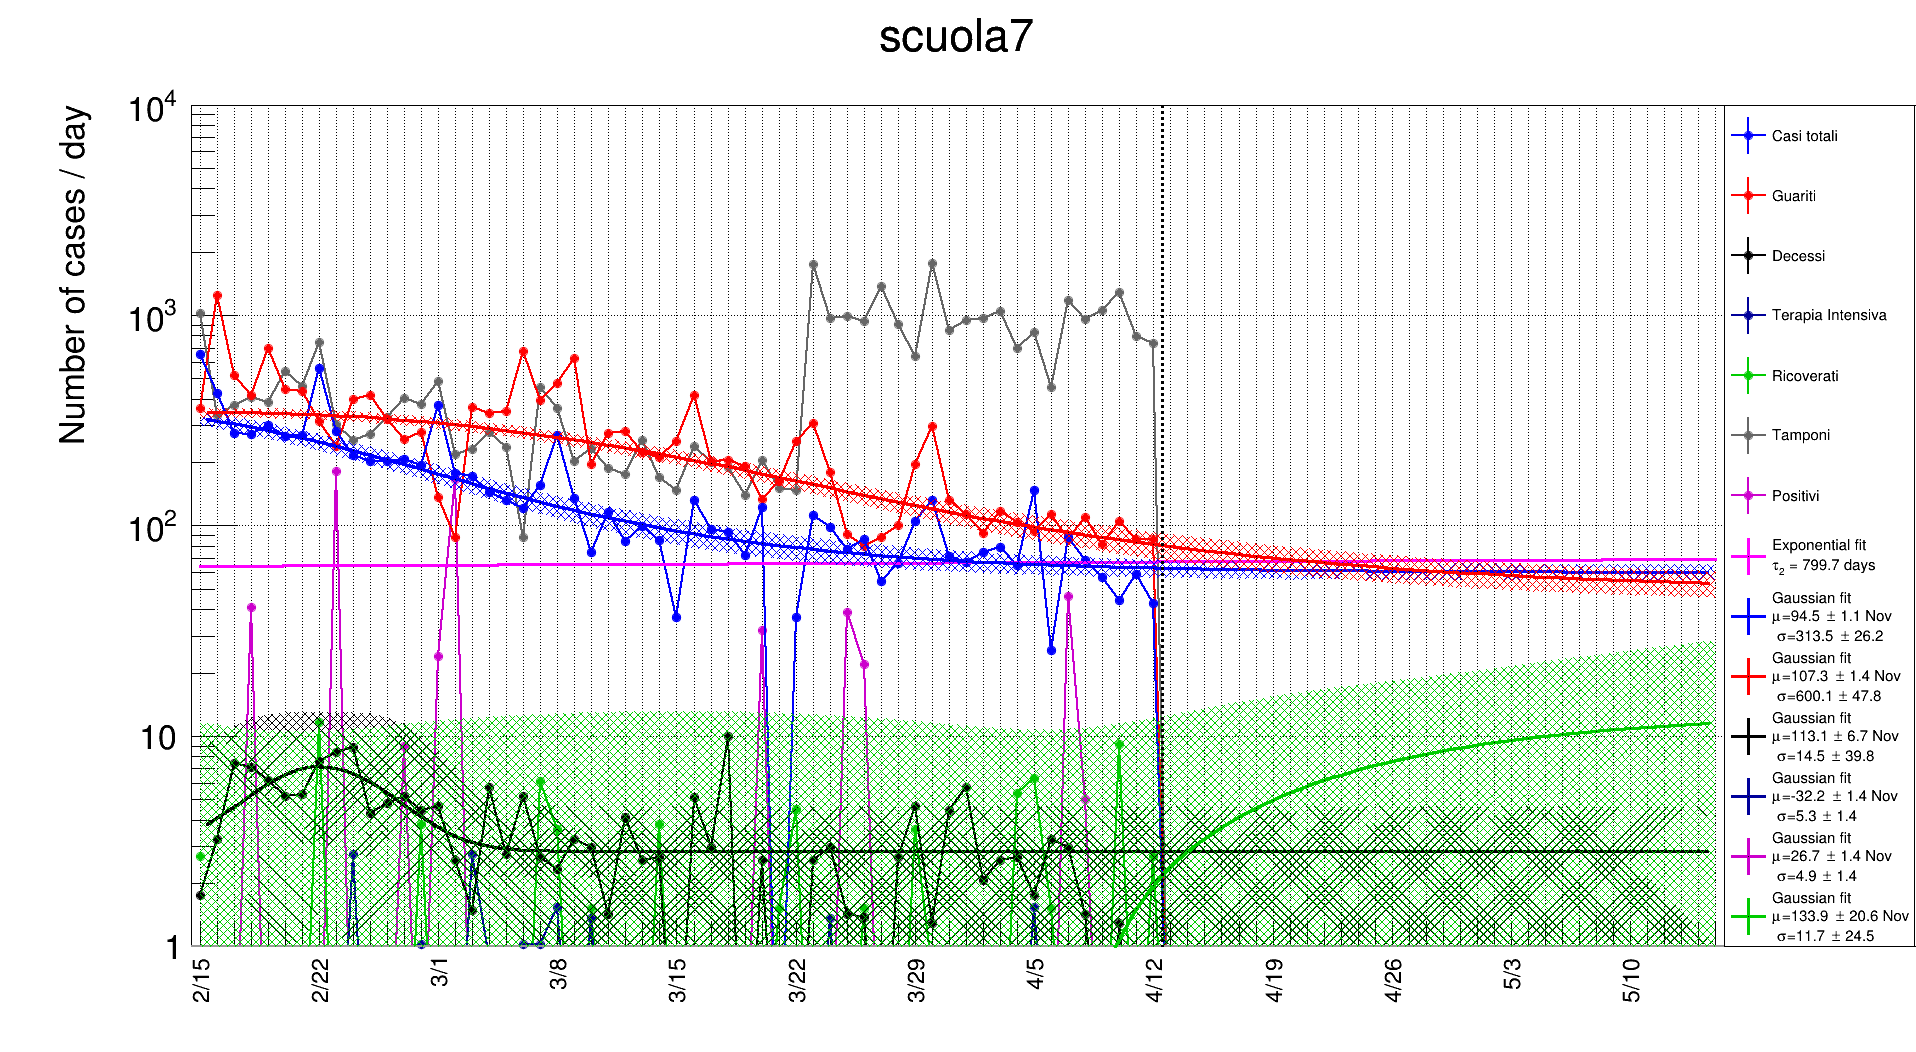 scuola7
Number of cases / day
10⁴
10³
10²
10
1
2/15
2/22
3/1
3/8
3/15
3/22
3/29
4/5
4/12
4/19
4/26
5/3
5/10
Casi totali
Guariti
Decessi
Terapia Intensiva
Ricoverati
Tamponi
Positivi
Exponential fit
τ₂ = 799.7 days
Gaussian fit
μ=94.5 ± 1.1 Nov
σ=313.5 ± 26.2
Gaussian fit
μ=107.3 ± 1.4 Nov
σ=600.1 ± 47.8
Gaussian fit
μ=113.1 ± 6.7 Nov
σ=14.5 ± 39.8
Gaussian fit
μ=-32.2 ± 1.4 Nov
σ=5.3 ± 1.4
Gaussian fit
μ=26.7 ± 1.4 Nov
σ=4.9 ± 1.4
Gaussian fit
μ=133.9 ± 20.6 Nov
σ=11.7 ± 24.5